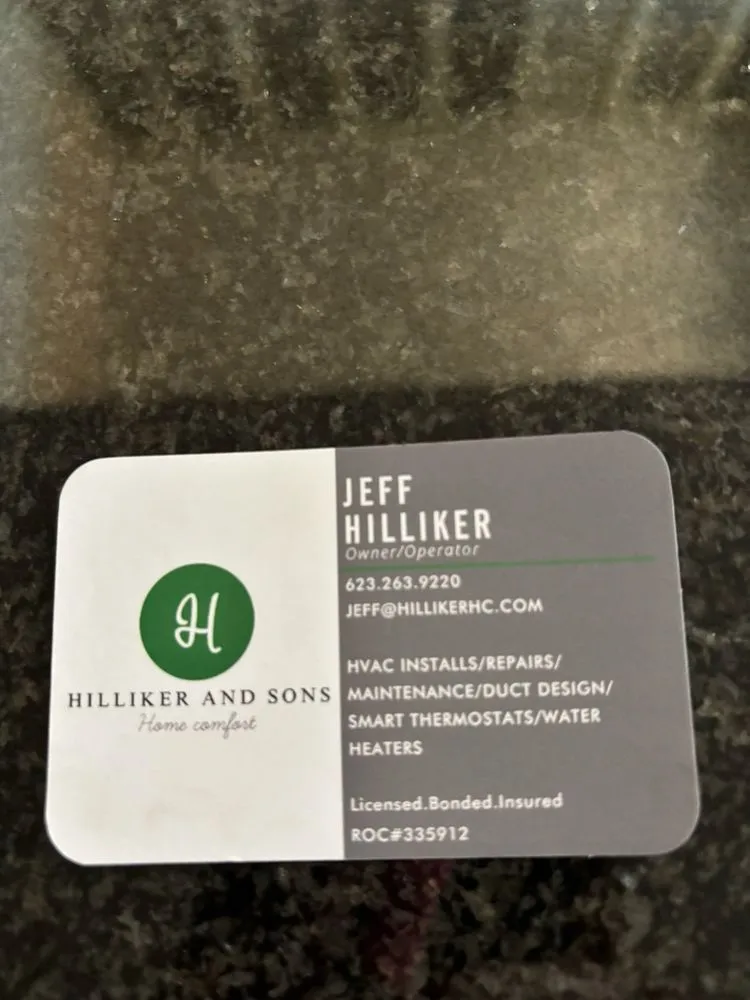 H
HILLIKER AND SONS
Home comfort
JEFF
HILLIKER
Owner/Operator
623.263.9220
JEFF@HILLIKERHC.COM
HVAC INSTALLS/REPAIRS/
MAINTENANCE/DUCT DESIGN/
SMART THERMOSTATS/WATER
HEATERS
Licensed.Bonded.Insured
ROC#335912